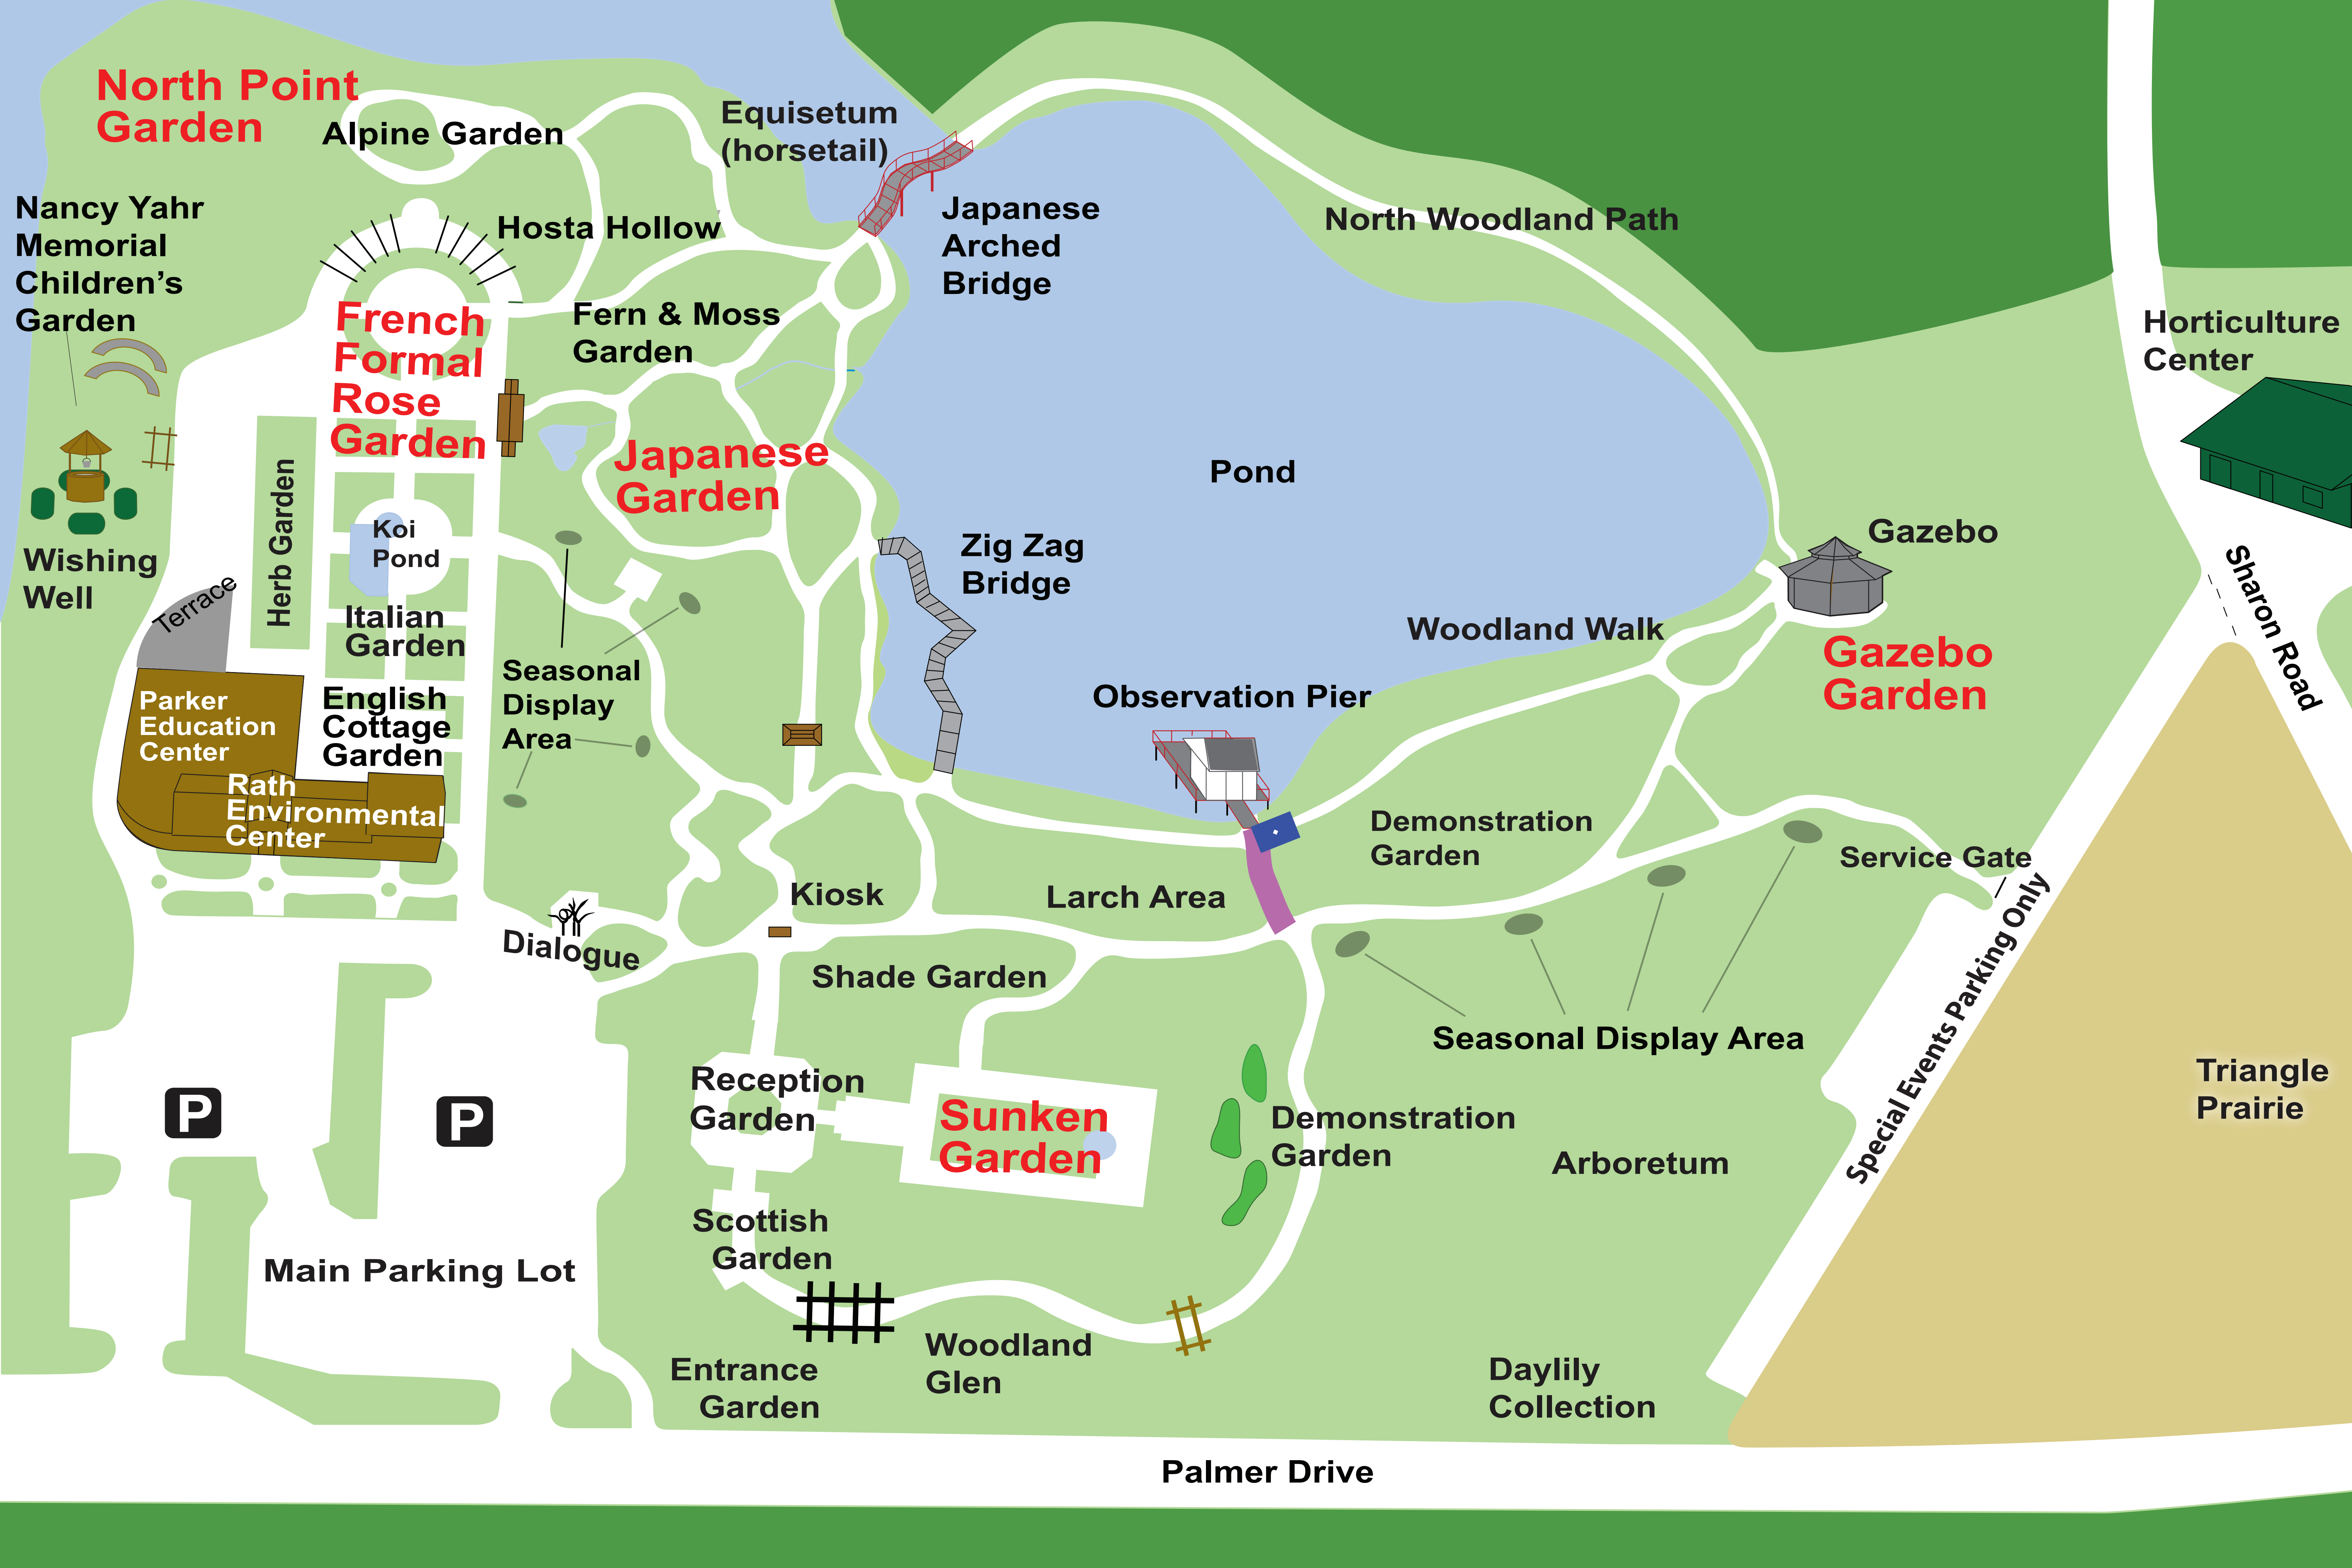 North Point
Garden
Alpine Garden
Equisetum
(horsetail)
Nancy Yahr
Memorial
Children's
Garden
Hosta Hollow
Japanese
Arched
Bridge
North Woodland Path
Horticulture
Center
French
Formal
Rose
Garden
Fern & Moss
Garden
Japanese
Garden
Pond
Herb Garden
Koi
Pond
Wishing
Well
Terrace
Zig Zag
Bridge
Gazebo
Sharon Road
Italian
Garden
Woodland Walk
Gazebo
Garden
Seasonal
Display
Area
Observation Pier
Parker
Education
Center
English
Cottage
Garden
Rath
Environmental
Center
Demonstration
Garden
Service Gate
Kiosk
Larch Area
Dialogue
Shade Garden
Seasonal Display Area
Special Events Parking Only
Triangle
Prairie
Reception
Garden
Sunken
Garden
Demonstration
Garden
Arboretum
P
P
Scottish
Garden
Main Parking Lot
Woodland
Glen
Entrance
Garden
Daylily
Collection
Palmer Drive